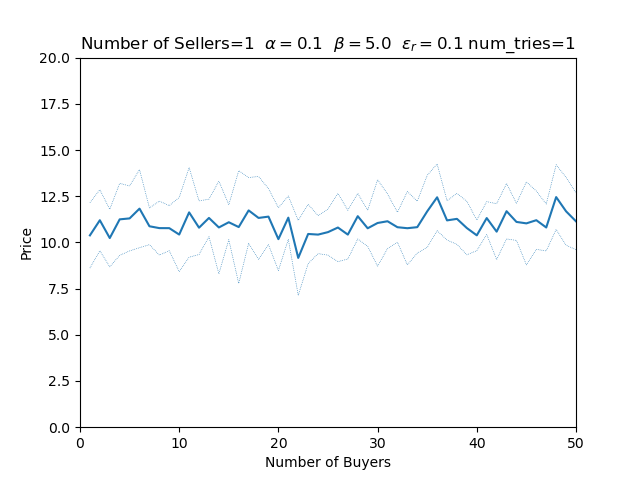 Number of Sellers=1 α = 0.1 β = 5.0 ε_r = 0.1 num_tries=1
20.0
17.5
15.0
12.5
10.0
7.5
5.0
2.5
0.0
Price
0 10 20 30 40 50
Number of Buyers